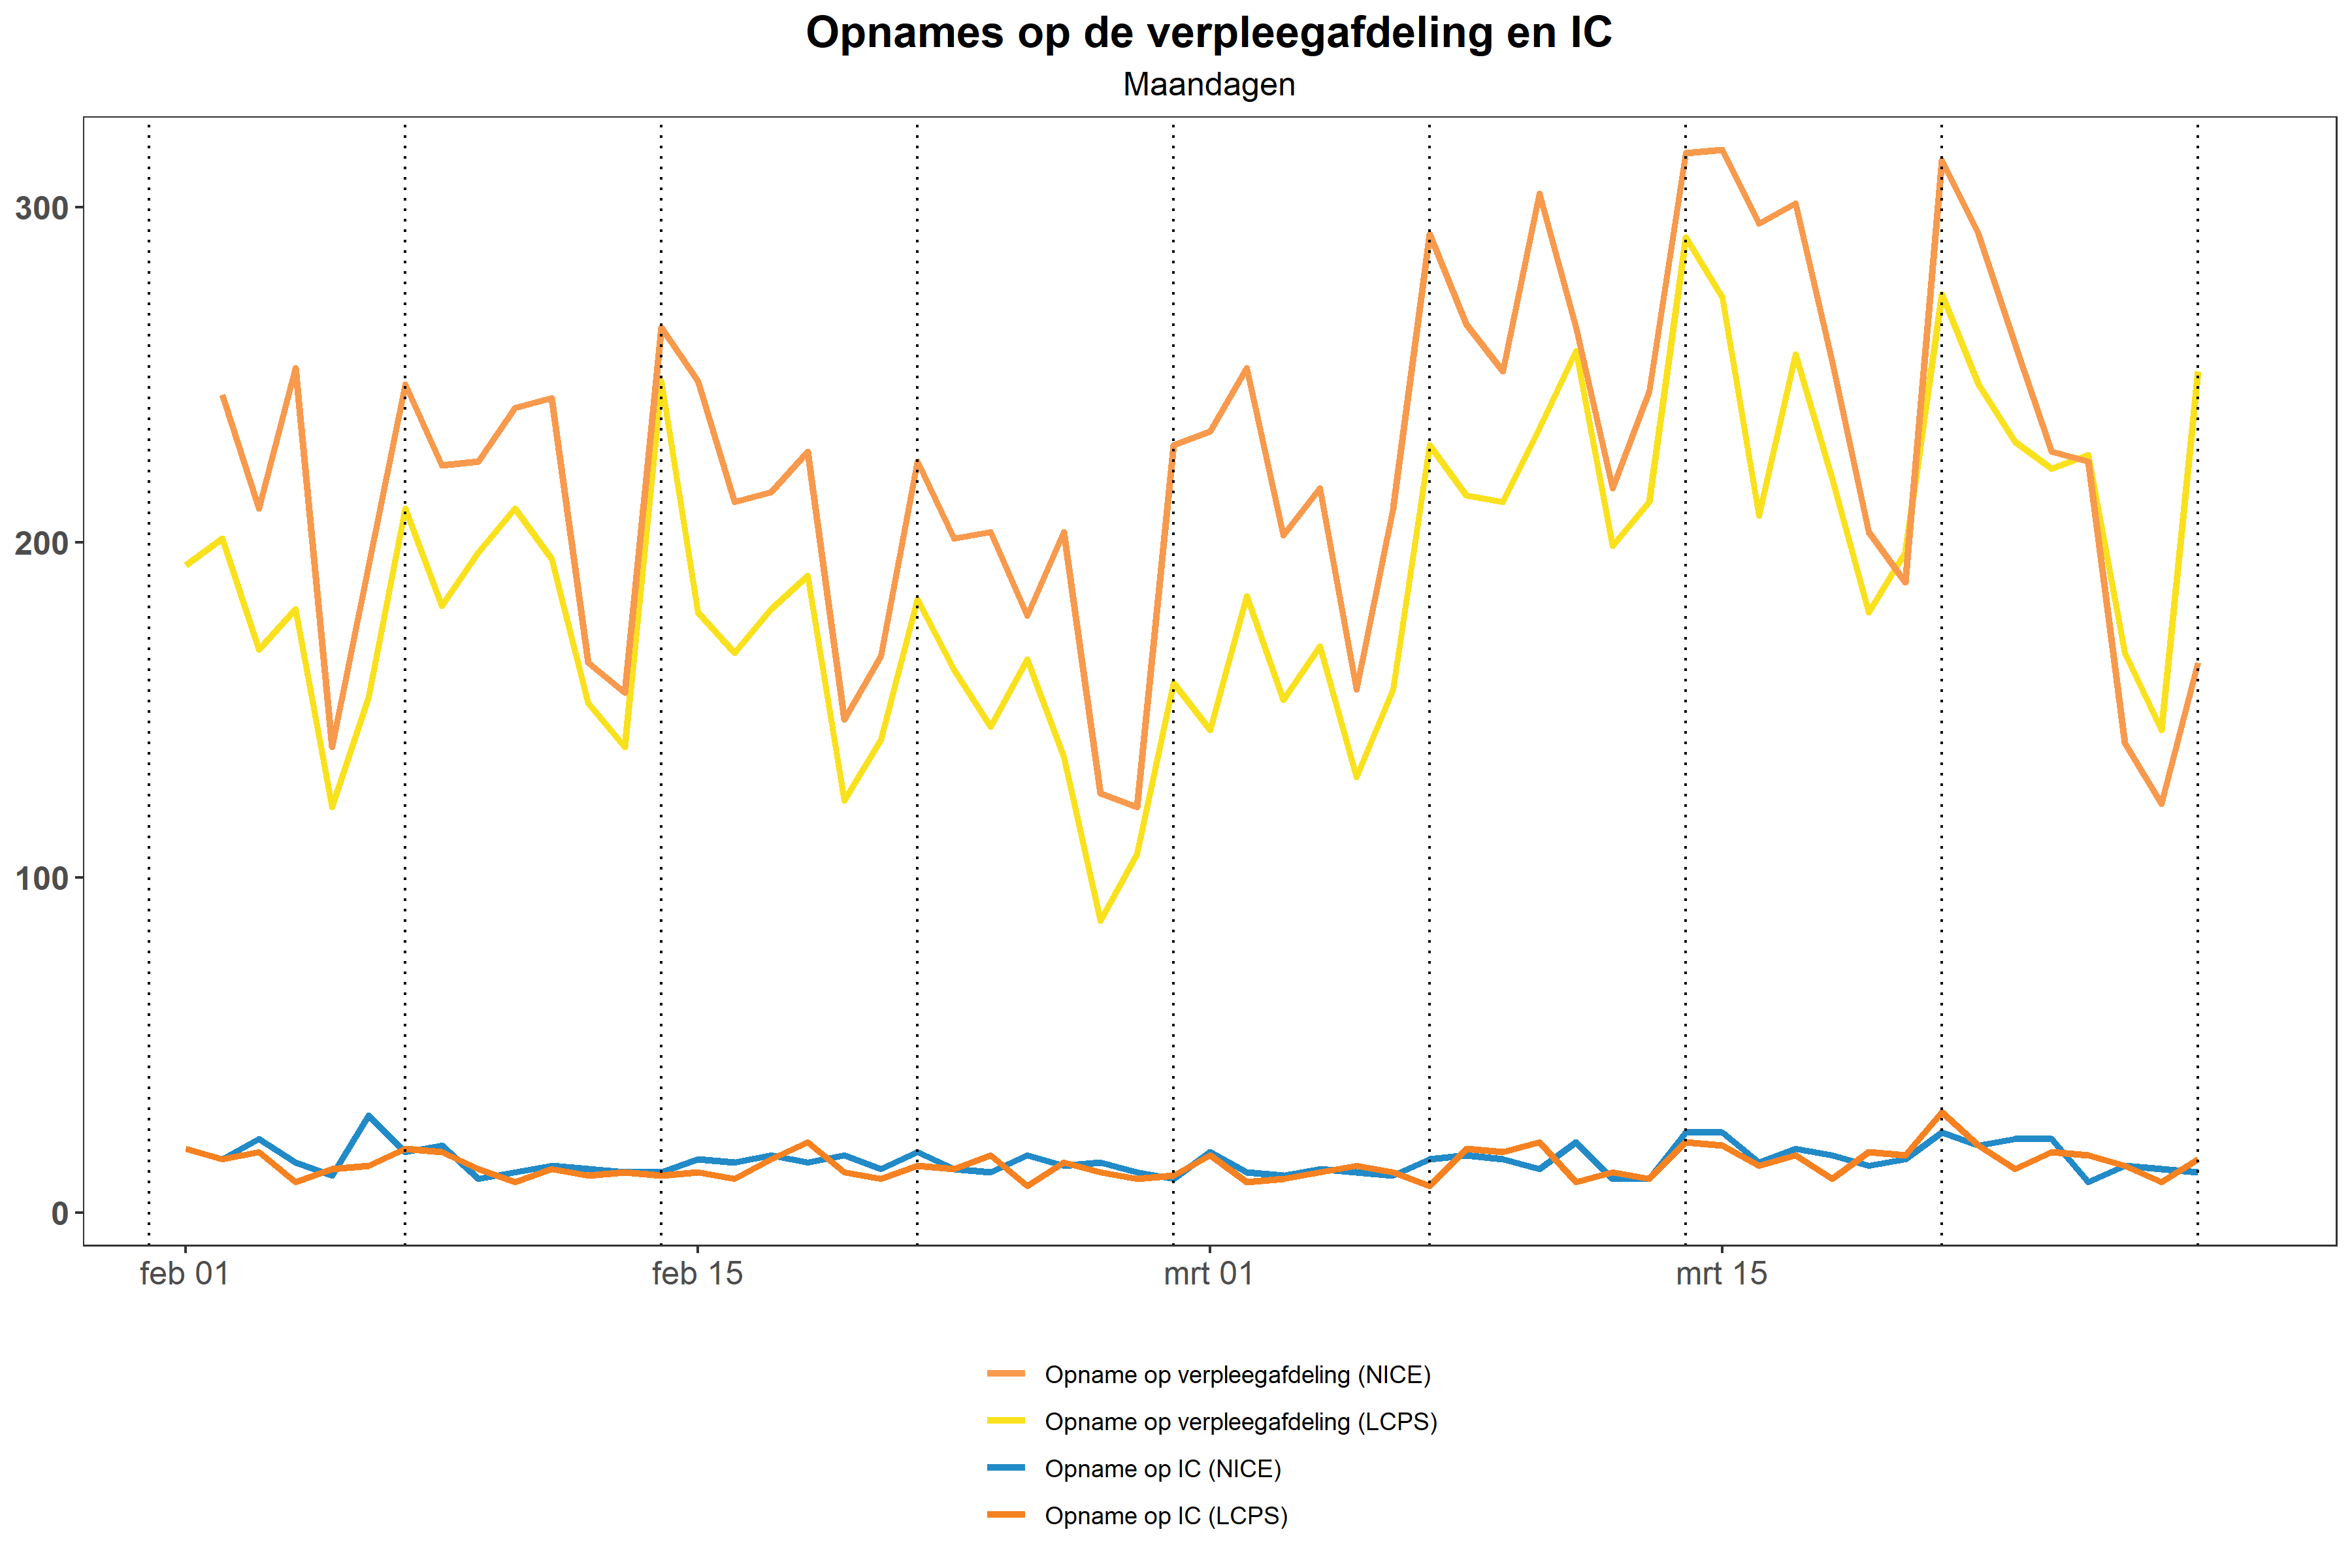 Opnames op de verpleegafdeling en IC
Maandagen
300
200
100
0
feb 01 feb 15 mrt 01 mrt 15
Opname op verpleegafdeling (NICE)
Opname op verpleegafdeling (LCPS)
Opname op IC (NICE)
Opname op IC (LCPS)